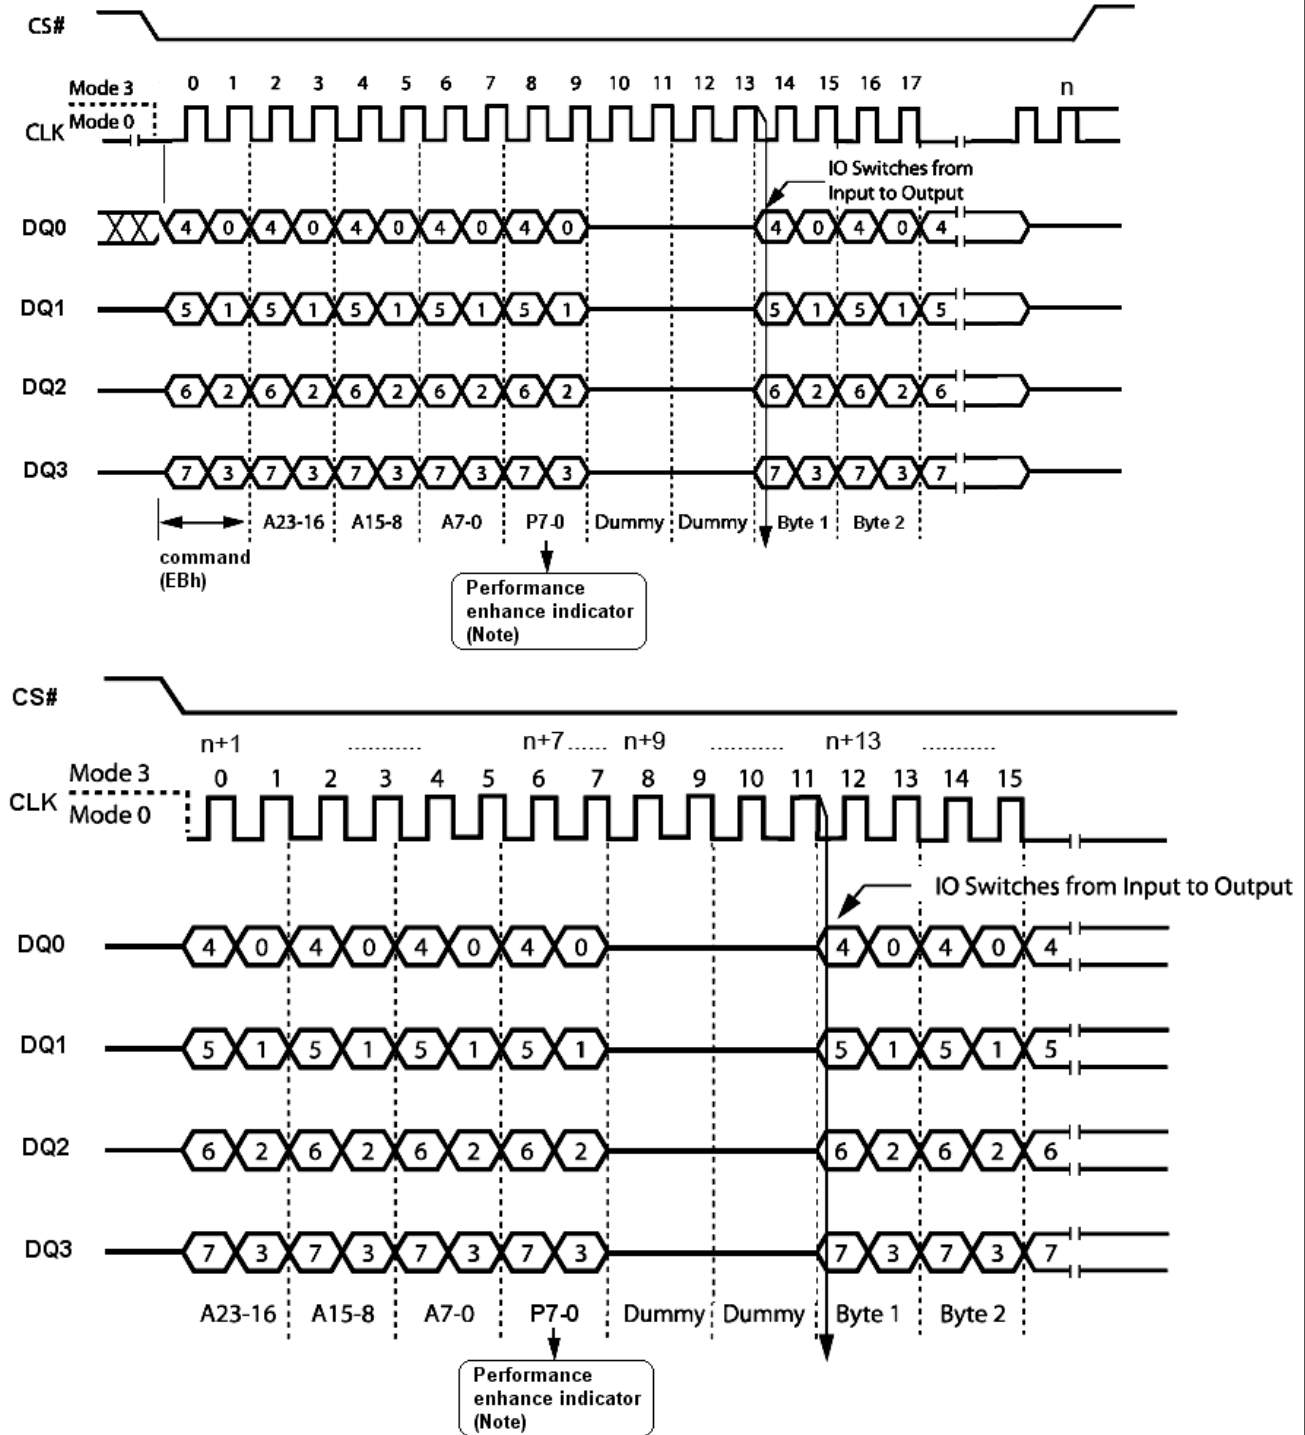 CS#
0 1 2 3 4 5 6 7 8 9 10 11 12 13 14 15 16 17 n
Mode 3
CLK Mode 0
IO Switches from
Input to Output
DQ0 4 0 4 0 4 0 4 0 4 0 4 0 4 0 4
DQ1 5 1 5 1 5 1 5 1 5 1 5 1 5 1 5
DQ2 6 2 6 2 6 2 6 2 6 2 6 2 6 2 6
DQ3 7 3 7 3 7 3 7 3 7 3 7 3 7 3 7
A23-16 A15-8 A7-0 P7-0 Dummy Dummy Byte 1 Byte 2
command
(EBh)
Performance
enhance indicator
(Note)
CS#
n+1 .......... n+7 ...... n+9 .......... n+13 ..........
Mode 3 0 1 2 3 4 5 6 7 8 9 10 11 12 13 14 15
CLK
Mode 0
IO Switches from Input to Output
DQ0 4 0 4 0 4 0 4 0 4 0 4 0 4
DQ1 5 1 5 1 5 1 5 1 5 1 5 1 5
DQ2 6 2 6 2 6 2 6 2 6 2 6 2 6
DQ3 7 3 7 3 7 3 7 3 7 3 7 3 7
A23-16 A15-8 A7-0 P7-0 Dummy Dummy Byte 1 Byte 2
Performance
enhance indicator
(Note)